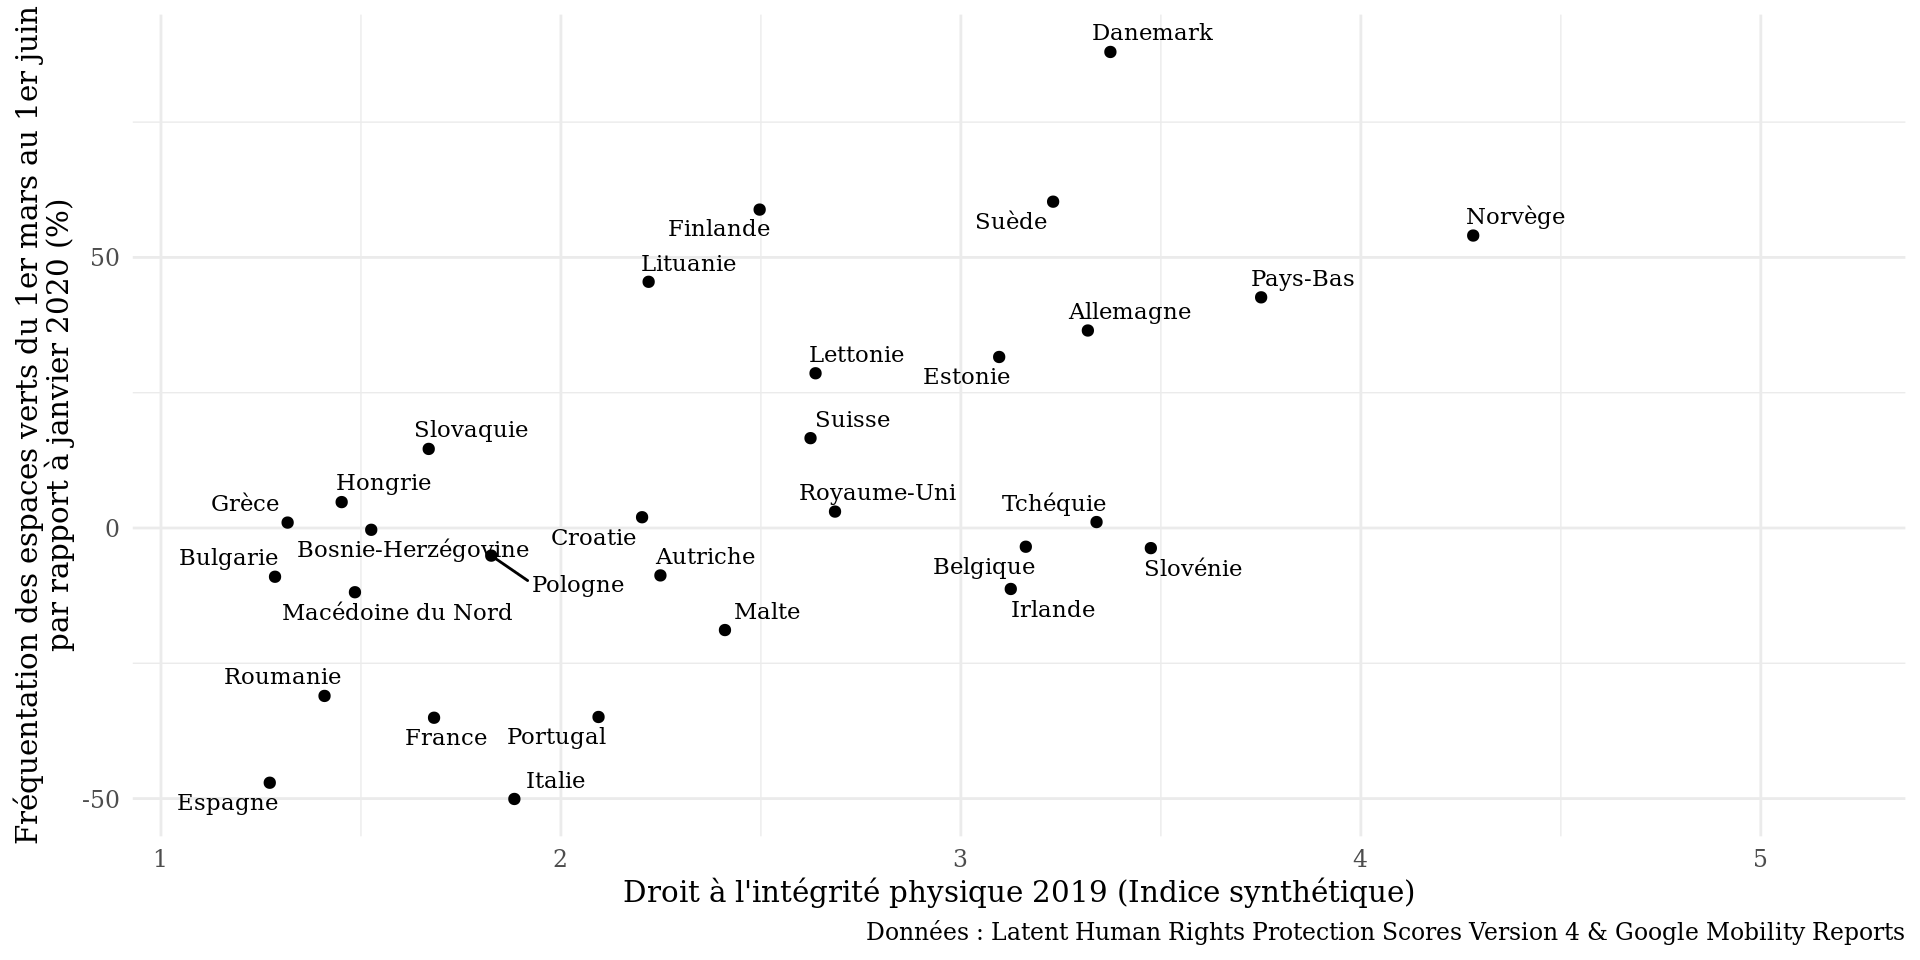 Fréquentation des espaces verts du 1er mars au 1er juin
par rapport à janvier 2020 (%)
Danemark
Finlande
Suède
Norvège
50
Lituanie
Pays-Bas
Allemagne
Lettonie
Estonie
Suisse
Slovaquie
Hongrie
Royaume-Uni
Grèce
Tchéquie
0
Croatie
Bosnie-Herzégovine
Bulgarie
Autriche
Belgique
Slovénie
Pologne
Macédoine du Nord
Malte
Irlande
Roumanie
France
Portugal
Italie
-50
Espagne
1
2
3
4
5
Droit à l'intégrité physique 2019 (Indice synthétique)
Données : Latent Human Rights Protection Scores Version 4 & Google Mobility Reports